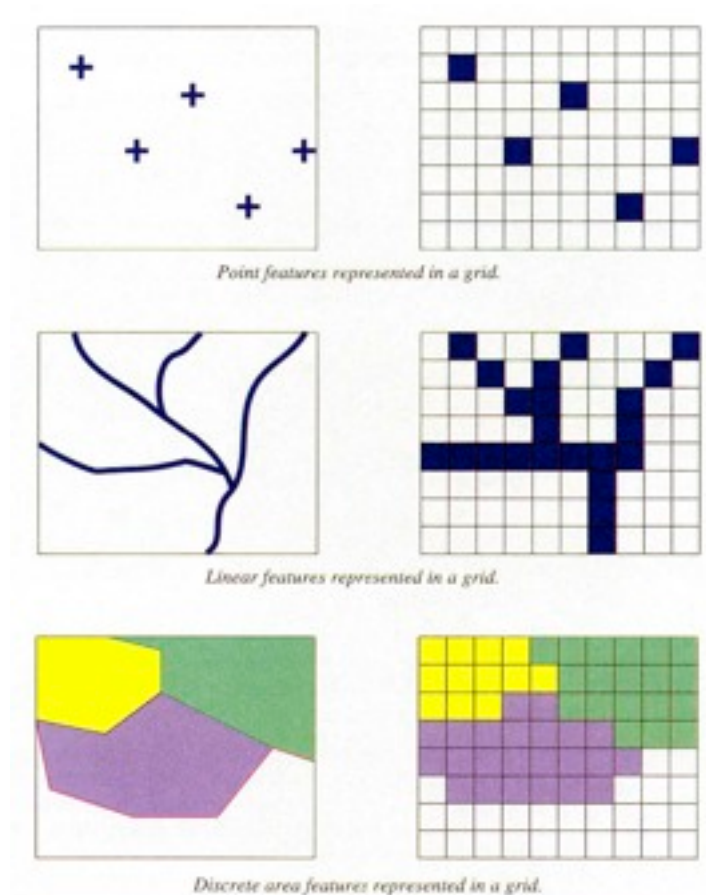 Point features represented in a grid.
Linear features represented in a grid.
Discrete area features represented in a grid.